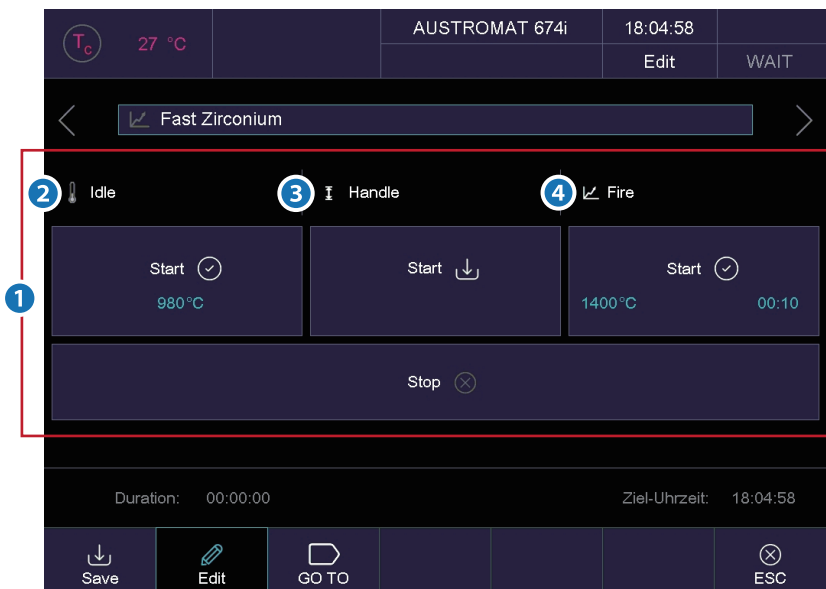 Tc 27 °C AUSTROMAT 674i 18:04:58
Edit WAIT
Fast Zirconium
2 Idle 3 Handle 4 Fire
1
Start Start Start
980°C 1400°C 00:10
Stop
Duration: 00:00:00 Ziel-Uhrzeit: 18:04:58
Save Edit GO TO ESC